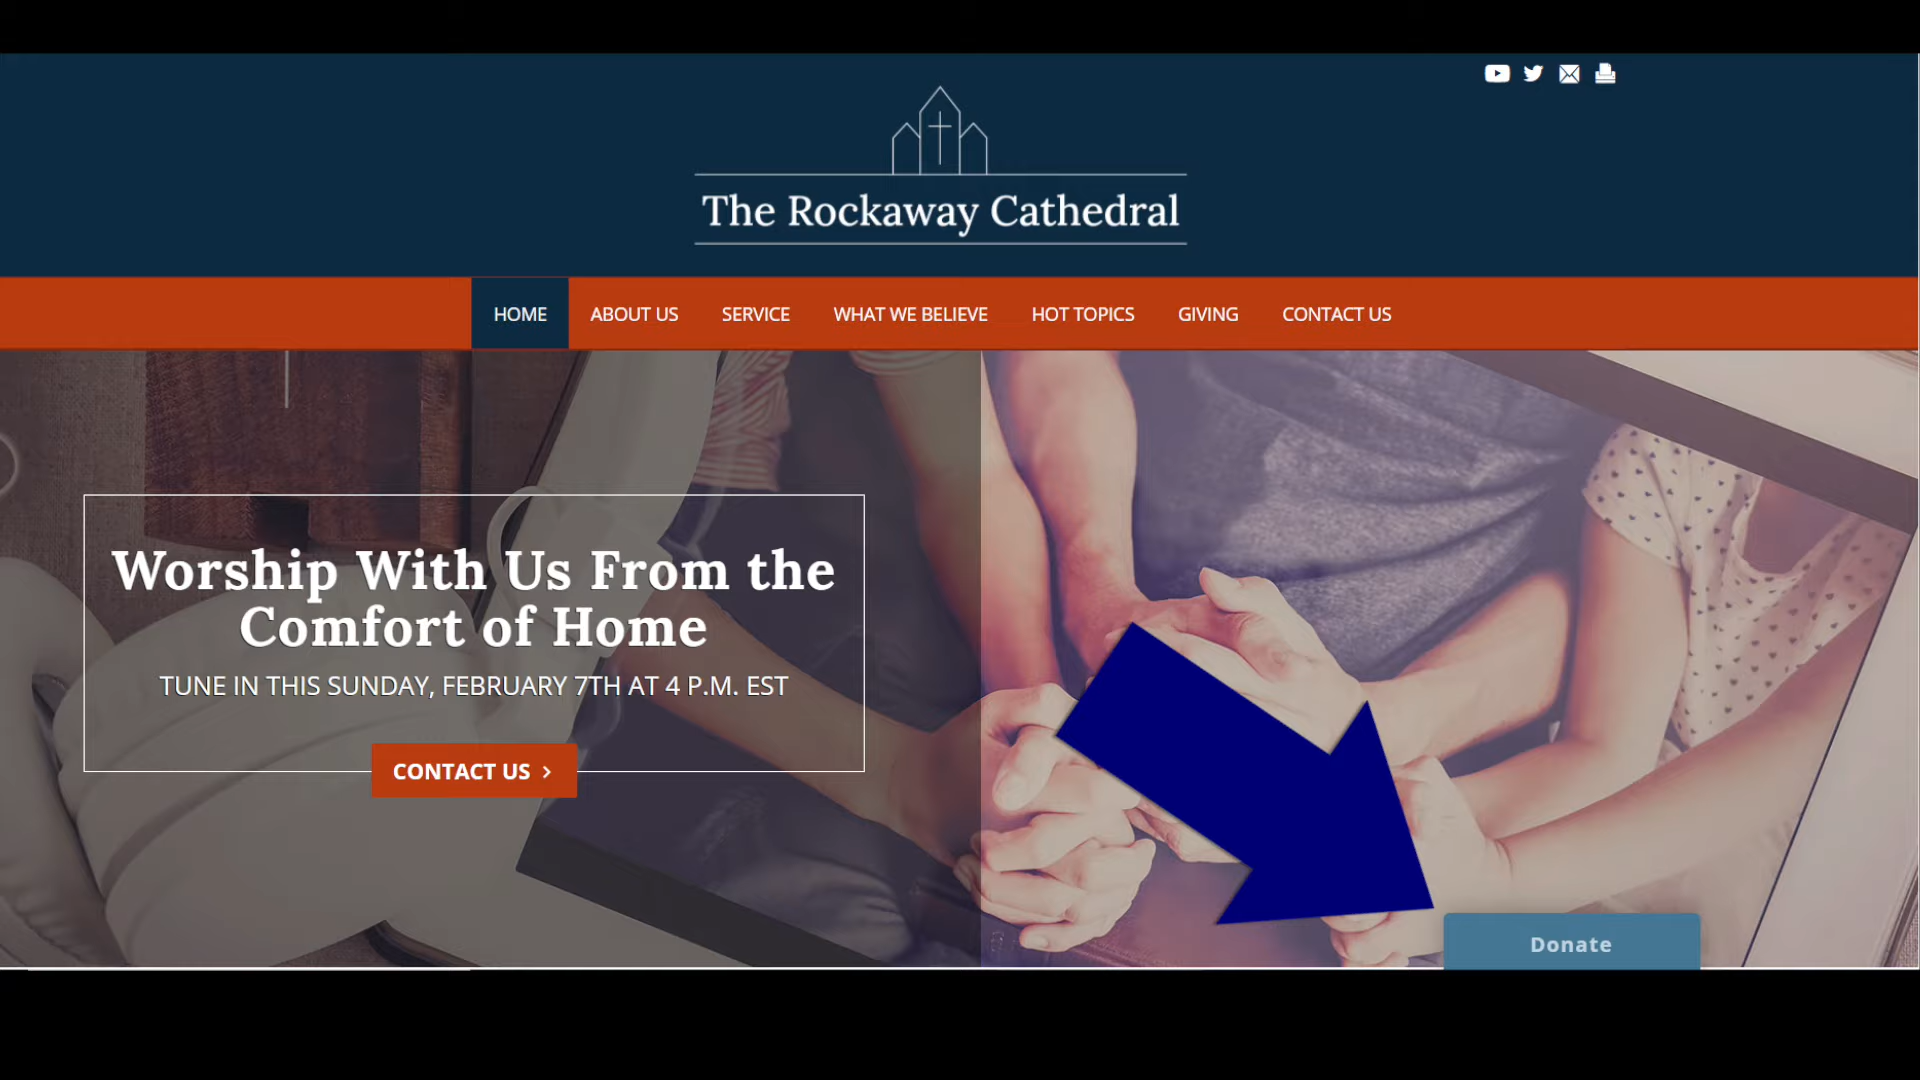 The Rockaway Cathedral
HOME ABOUT US SERVICE WHAT WE BELIEVE HOT TOPICS GIVING CONTACT US
Worship With Us From the
Comfort of Home
TUNE IN THIS SUNDAY, FEBRUARY 7TH AT 4 P.M. EST
CONTACT US >
Donate